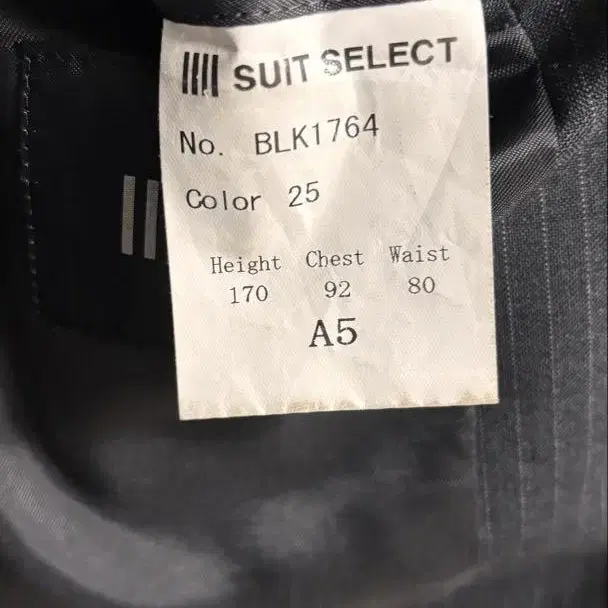 SUIT SELECT
No. BLK1764
Color 25
Height Chest Waist
170 92 80
A5